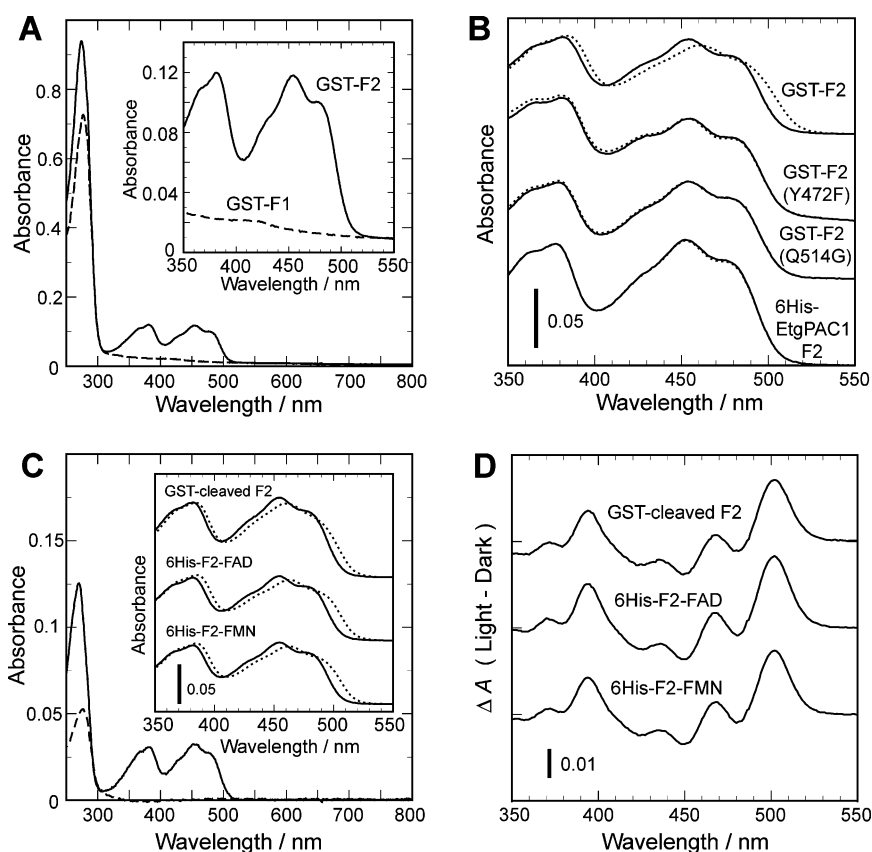 A
Absorbance
0.8
0.6
0.4
0.2
0
300 400 500 600 700 800
Wavelength / nm
Absorbance
0.12
0.08
0.04
0
GST-F2
GST-F1
350 400 450 500 550
Wavelength / nm
B
Absorbance
GST-F2
GST-F2
(Y472F)
GST-F2
(Q514G)
6His-
EtgPAC1
F2
0.05
350 400 450 500 550
Wavelength / nm
C
Absorbance
0.15
0.1
0.05
0
300 400 500 600 700 800
Wavelength / nm
Absorbance
GST-cleaved F2
6His-F2-FAD
6His-F2-FMN
0.05
350 400 450 500 550
Wavelength / nm
D
Δ A ( Light - Dark )
GST-cleaved F2
6His-F2-FAD
6His-F2-FMN
0.01
350 400 450 500 550
Wavelength / nm